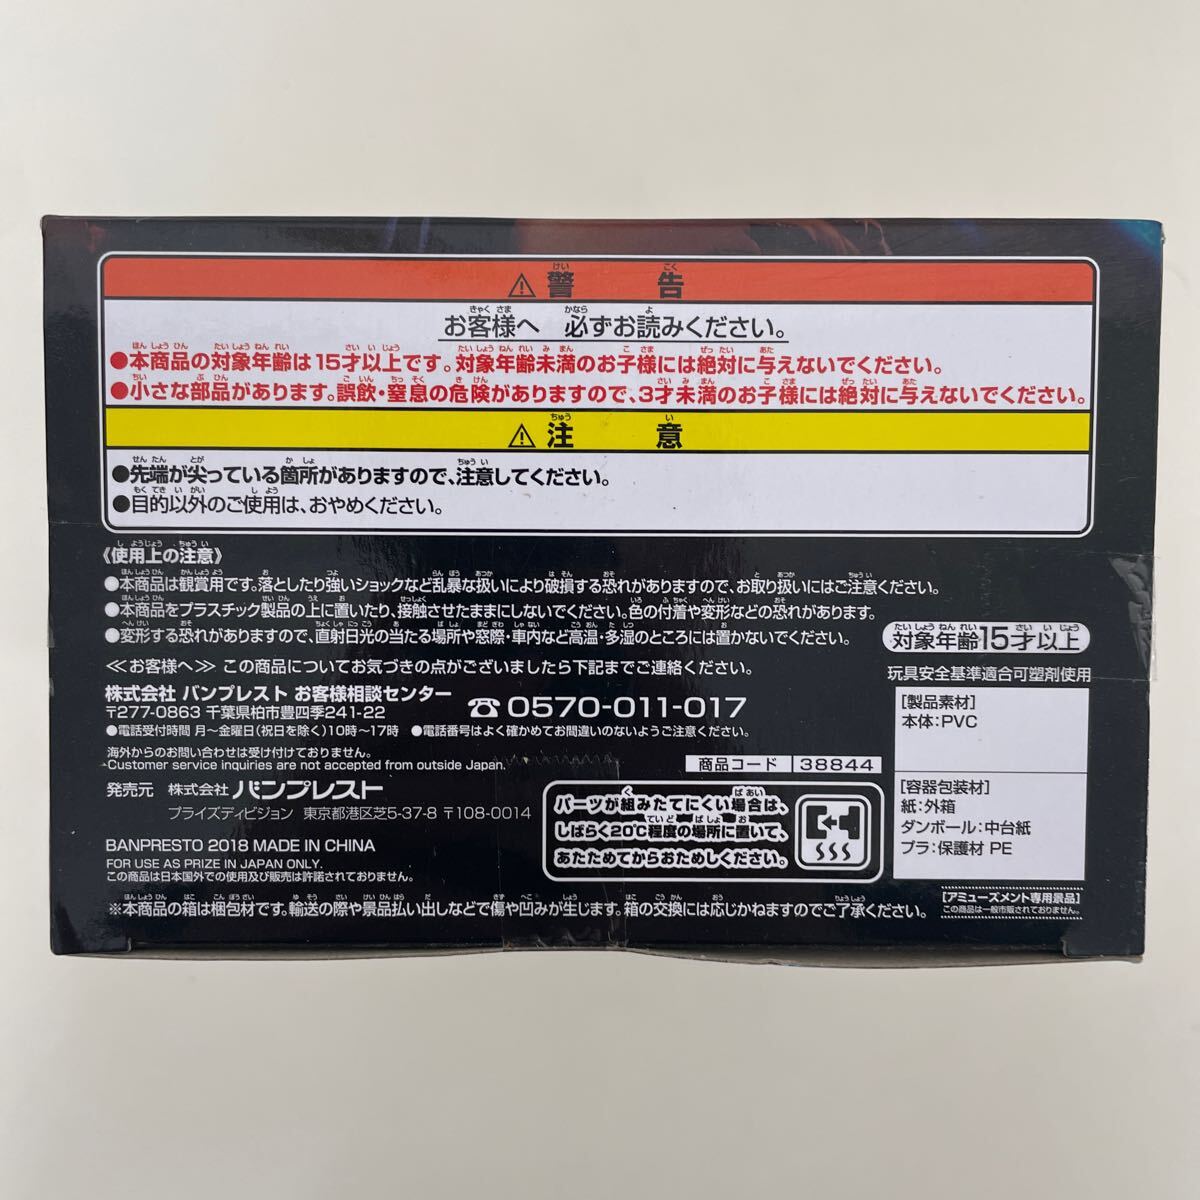 ⚠警告
お客様へ 必ずお読みください。
●本商品の対象年齢は15才以上です。対象年齢未満のお子様には絶対に与えないでください。
●小さな部品があります。誤飲・窒息の危険がありますので、3才未満のお子様には絶対に与えないでください。
⚠注意
●先端が尖っている箇所がありますので、注意してください。
●目的以外のご使用は、おやめください。
《使用上の注意》
●本商品は観賞用です。落としたり強いショックなど乱暴な扱いにより破損する恐れがありますので、お取り扱いにはご注意ください。
●本商品をプラスチック製品の上に置いたり、接触させたままにしないでください。色の付着や変形などの恐れがあります。
●変形する恐れがありますので、直射日光の当たる場所や窓際・車内など高温・多湿のところには置かないでください。
対象年齢15才以上
≪お客様へ≫ この商品についてお気づきの点がございましたら下記までご連絡ください。
玩具安全基準適合可塑剤使用
株式会社 バンプレスト お客様相談センター
〒277-0863 千葉県柏市豊四季241-22
☎0570-011-017
●電話受付時間 月～金曜日(祝日を除く)10時～17時 ●電話番号はよく確かめてお間違いのないようご注意ください。
海外からのお問い合わせは受け付けておりません。
Customer service inquiries are not accepted from outside Japan.
商品コード 38844
[製品素材]
本体:PVC
[容器包装材]
紙:外箱
ダンボール:中台紙
プラ:保護材 PE
発売元 株式会社 バンプレスト
プライズディビジョン 東京都港区芝5-37-8 〒108-0014
パーツが組みたてにくい場合は、
しばらく20℃程度の場所に置いて、
あたためてからおためしください。
BANPRESTO 2018 MADE IN CHINA
FOR USE AS PRIZE IN JAPAN ONLY.
この商品は日本国外での使用及び販売は許諾されておりません。
※本商品の箱は梱包材です。輸送の際や景品払い出しなどで傷や凹みが生じます。箱の交換には応じかねますのでご了承ください。
[アミューズメント専用景品]
この商品は一般市販されておりません。